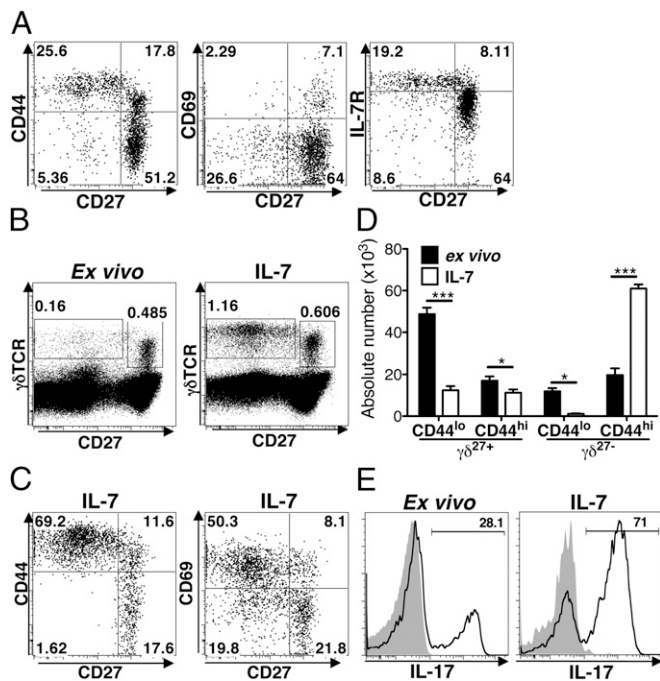 A
25.6 17.8
CD44
5.36 51.2
CD27
2.29 7.1
CD69
26.6 64
CD27
19.2 8.11
IL-7R
8.6 64
CD27
B
Ex vivo
0.16 0.485
γδTCR
CD27
IL-7
1.16 0.606
γδTCR
CD27
D
ex vivo
IL-7
Absolute number (x10³)
80
60
40
20
0
***
*
*
***
CD44lo CD44hi CD44lo CD44hi
γδ27+ γδ27-
C
IL-7
69.2 11.6
CD44
1.62 17.6
CD27
IL-7
50.3 8.1
CD69
19.8 21.8
CD27
E
Ex vivo
28.1
IL-17
IL-7
71
IL-17